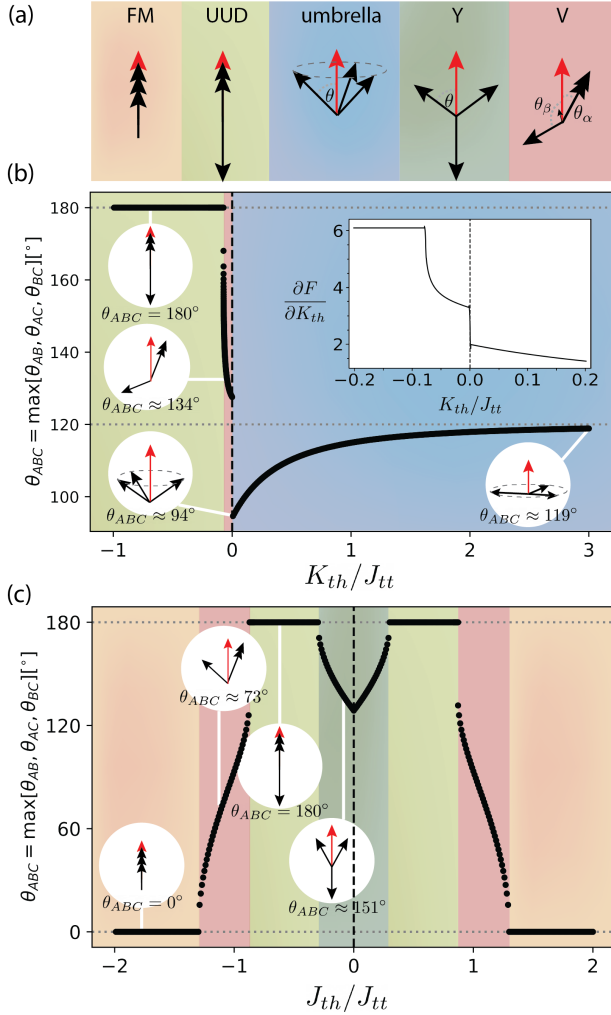 (a)
FM UUD umbrella Y V
θ θ θβ θα
(b)
θABC = max[θAB, θAC, θBC][°]
180
160
140
120
100
θABC = 180°
θABC ≈ 134°
θABC ≈ 94°
θABC ≈ 119°
∂F
∂Kth
6
4
2
−0.2 −0.1 0.0 0.1 0.2
Kth/Jtt
−1 0 1 2 3
Kth/Jtt
(c)
θABC = max[θAB, θAC, θBC][°]
180
120
60
0
θABC ≈ 73°
θABC = 180°
θABC = 0°
θABC ≈ 151°
−2 −1 0 1 2
Jth/Jtt